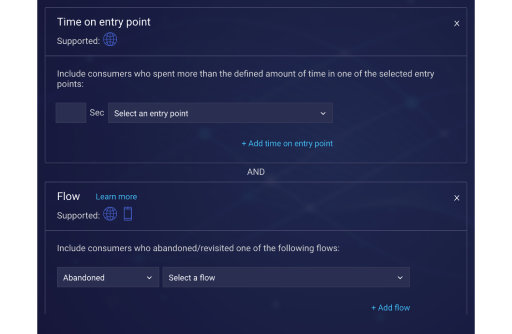 Time on entry point
x
Supported:
Include consumers who spent more than the defined amount of time in one of the selected entry
points:
Sec Select an entry point
+ Add time on entry point
AND
Flow Learn more
x
Supported:
Include consumers who abandoned/revisited one of the following flows:
Abandoned Select a flow
+ Add flow